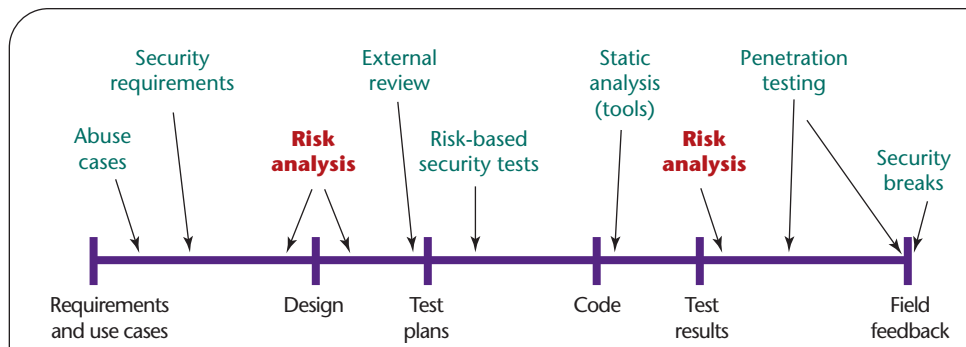 Security
requirements
External
review
Static
analysis
(tools)
Penetration
testing
Abuse
cases
Risk
analysis
Risk-based
security tests
Risk
analysis
Security
breaks
Requirements
and use cases
Design
Test
plans
Code
Test
results
Field
feedback